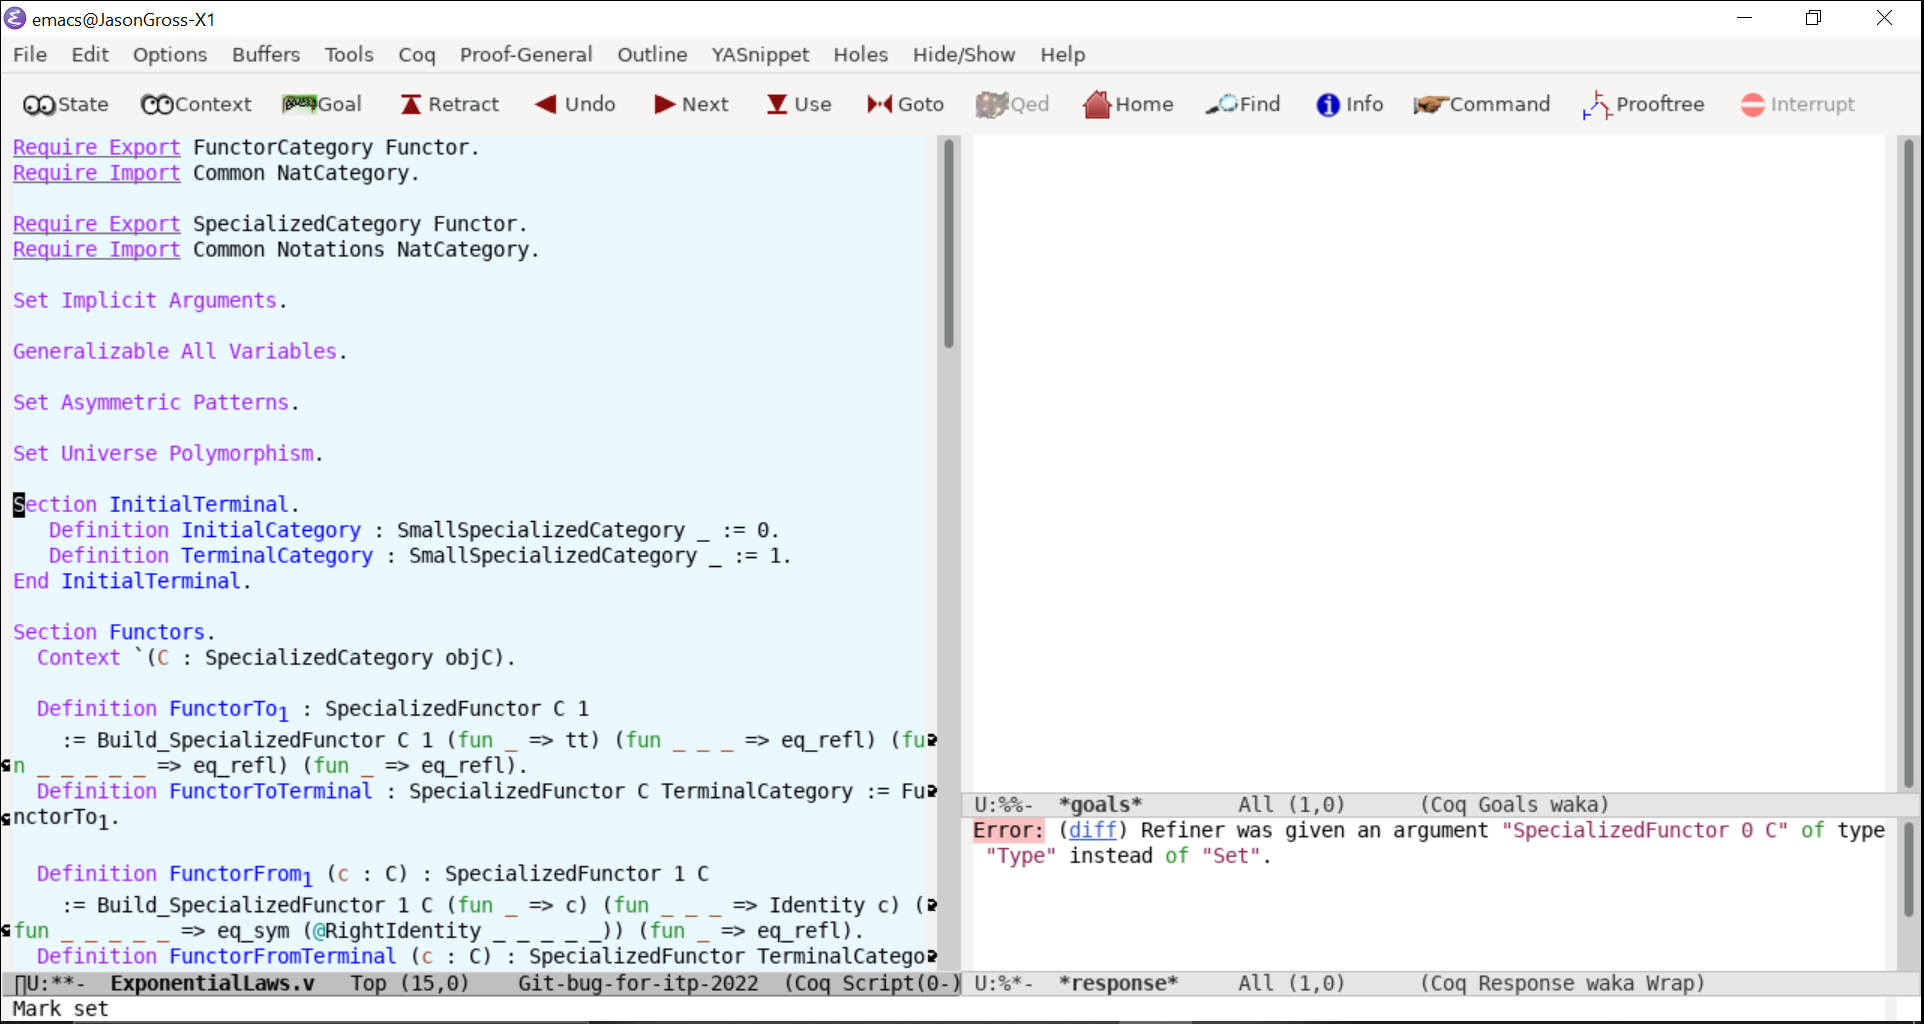 emacs@JasonGross-X1
File Edit Options Buffers Tools Coq Proof-General Outline YASnippet Holes Hide/Show Help
State Context Goal Retract Undo Next Use Goto Qed Home Find Info Command Prooftree Interrupt
Require Export FunctorCategory Functor.
Require Import Common NatCategory.
Require Export SpecializedCategory Functor.
Require Import Common Notations NatCategory.
Set Implicit Arguments.
Generalizable All Variables.
Set Asymmetric Patterns.
Set Universe Polymorphism.
Section InitialTerminal.
Definition InitialCategory : SmallSpecializedCategory _ := 0.
Definition TerminalCategory : SmallSpecializedCategory _ := 1.
End InitialTerminal.
Section Functors.
Context `(C : SpecializedCategory objC).
Definition FunctorTo₁ : SpecializedFunctor C 1
:= Build_SpecializedFunctor C 1 (fun _ => tt) (fun _ _ _ => eq_refl) (fu
n _ _ _ _ _ => eq_refl) (fun _ => eq_refl).
Definition FunctorToTerminal : SpecializedFunctor C TerminalCategory := Fu
nctorTo₁.
Definition FunctorFrom₁ (c : C) : SpecializedFunctor 1 C
:= Build_SpecializedFunctor 1 C (fun _ => c) (fun _ _ _ => Identity c) (
fun _ _ _ _ _ => eq_sym (@RightIdentity _ _ _ _ _)) (fun _ => eq_refl).
Definition FunctorFromTerminal (c : C) : SpecializedFunctor TerminalCatego
U:**- ExponentialLaws.v Top (15,0) Git-bug-for-itp-2022 (Coq Script(0-)
Mark set
U:%%- *goals* All (1,0) (Coq Goals waka)
Error: (diff) Refiner was given an argument "SpecializedFunctor 0 C" of type
"Type" instead of "Set".
U:%*- *response* All (1,0) (Coq Response waka Wrap)